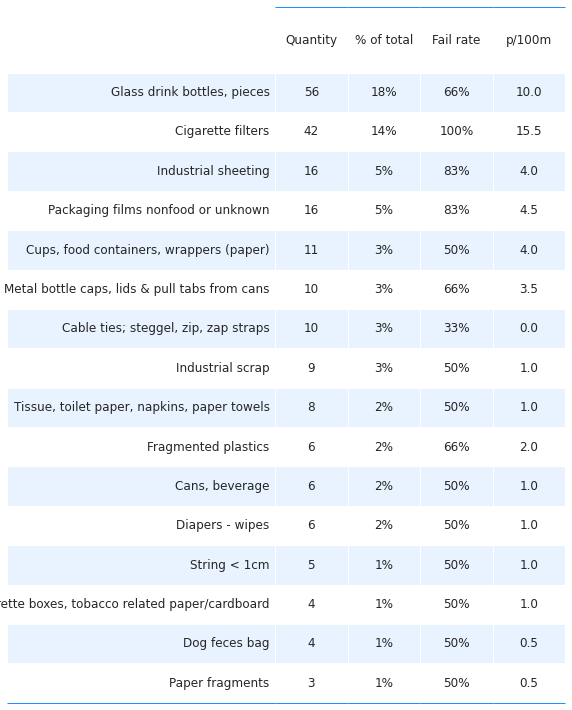 Quantity % of total Fail rate p/100m
Glass drink bottles, pieces 56 18% 66% 10.0
Cigarette filters 42 14% 100% 15.5
Industrial sheeting 16 5% 83% 4.0
Packaging films nonfood or unknown 16 5% 83% 4.5
Cups, food containers, wrappers (paper) 11 3% 50% 4.0
Metal bottle caps, lids & pull tabs from cans 10 3% 66% 3.5
Cable ties; steggel, zip, zap straps 10 3% 33% 0.0
Industrial scrap 9 3% 50% 1.0
Tissue, toilet paper, napkins, paper towels 8 2% 50% 1.0
Fragmented plastics 6 2% 66% 2.0
Cans, beverage 6 2% 50% 1.0
Diapers - wipes 6 2% 50% 1.0
String < 1cm 5 1% 50% 1.0
ette boxes, tobacco related paper/cardboard 4 1% 50% 1.0
Dog feces bag 4 1% 50% 0.5
Paper fragments 3 1% 50% 0.5